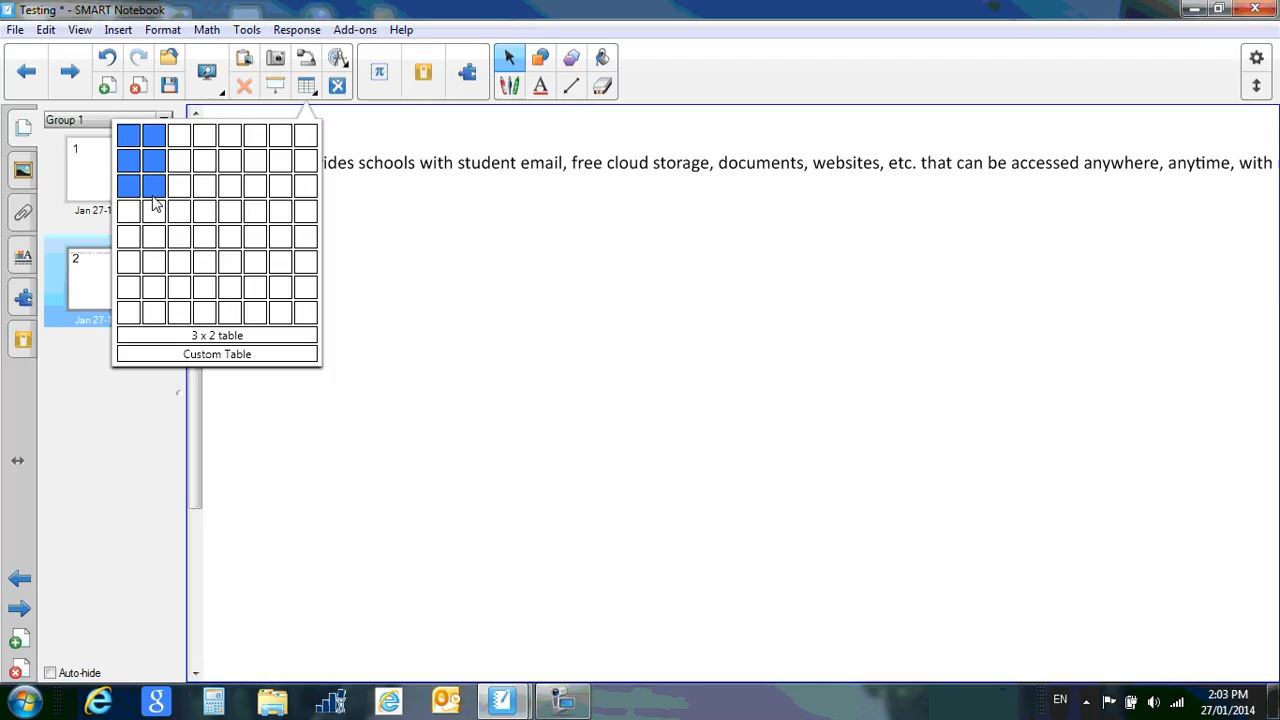 Testing * - SMART Notebook
File Edit View Insert Format Math Tools Response Add-ons Help
Group 1
1
Jan 27-1
2
Jan 27-
3 x 2 table
Custom Table
ides schools with student email, free cloud storage, documents, websites, etc. that can be accessed anywhere, anytime, with
Auto-hide
EN
2:03 PM
27/01/2014